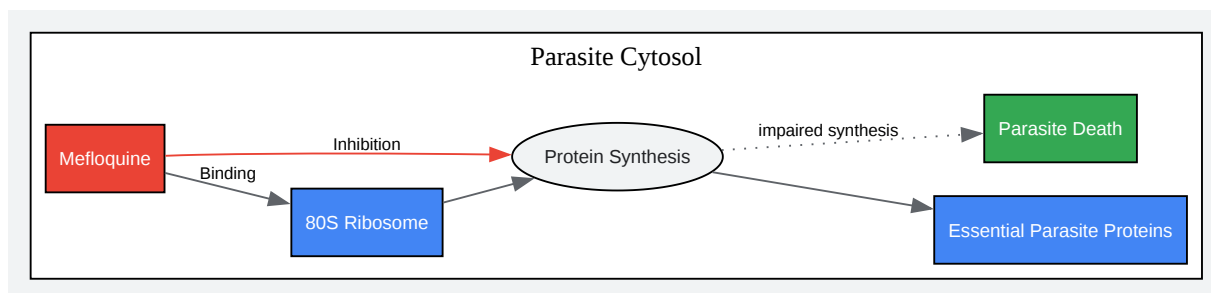 Parasite Cytosol
Mefloquine
Inhibition
Binding
80S Ribosome
Protein Synthesis
impaired synthesis
Parasite Death
Essential Parasite Proteins